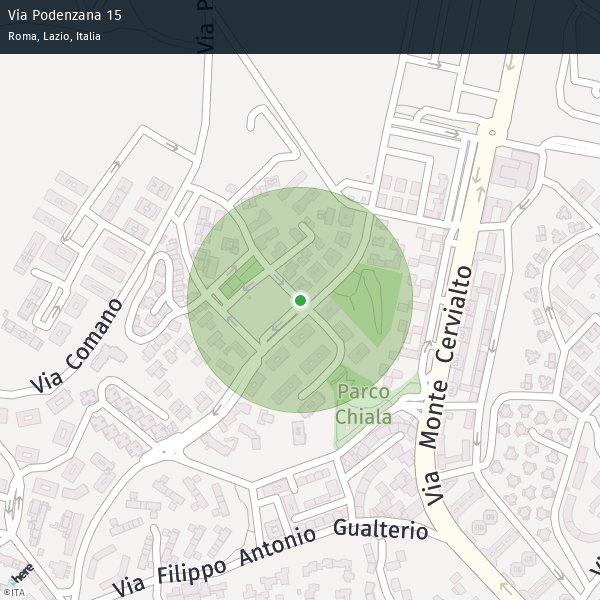 Via Podenzana 15
Roma, Lazio, Italia
Via P
Via Comano
Via Monte Cervialto
Parco
Chiala
Via Filippo Antonio Gualterio
Vi
here
©ITA